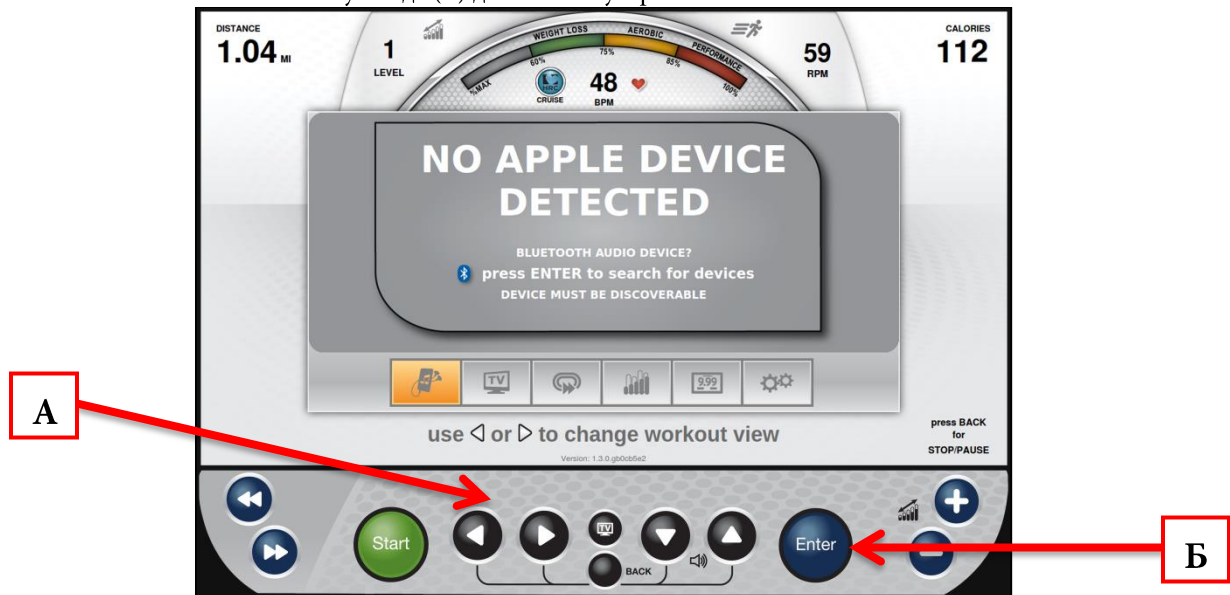 DISTANCE
1.04 MI
1
LEVEL
%MAX
60%
WEIGHT LOSS
75%
AEROBIC
85%
PERFORMANCE
100%
HRC
CRUISE
48
BPM
59
RPM
CALORIES
112
NO APPLE DEVICE
DETECTED
BLUETOOTH AUDIO DEVICE?
press ENTER to search for devices
DEVICE MUST BE DISCOVERABLE
TV
9.99
use ◁ or ▷ to change workout view
Version: 1.3.0.gb0cb5e2
press BACK
for
STOP/PAUSE
А
Start
TV
BACK
Enter
Б